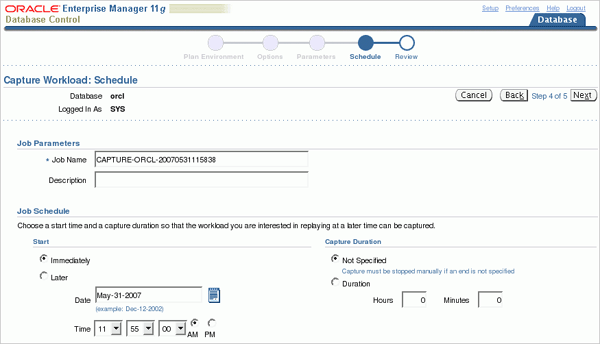 ORACLE Enterprise Manager 11g
Database Control
Setup Preferences Help Logout
Database
Plan Environment Options Parameters Schedule Review
Capture Workload: Schedule
Database orcl
Logged In As SYS
Cancel Back Step 4 of 5 Next
Job Parameters
* Job Name CAPTURE-ORCL-20070531115838
Description
Job Schedule
Choose a start time and a capture duration so that the workload you are interested in replaying at a later time can be captured.
Start
Immediately
Later
Date May-31-2007
(example: Dec-12-2002)
Time 11 55 00 AM PM
Capture Duration
Not Specified
Capture must be stopped manually if an end is not specified
Duration
Hours 0 Minutes 0